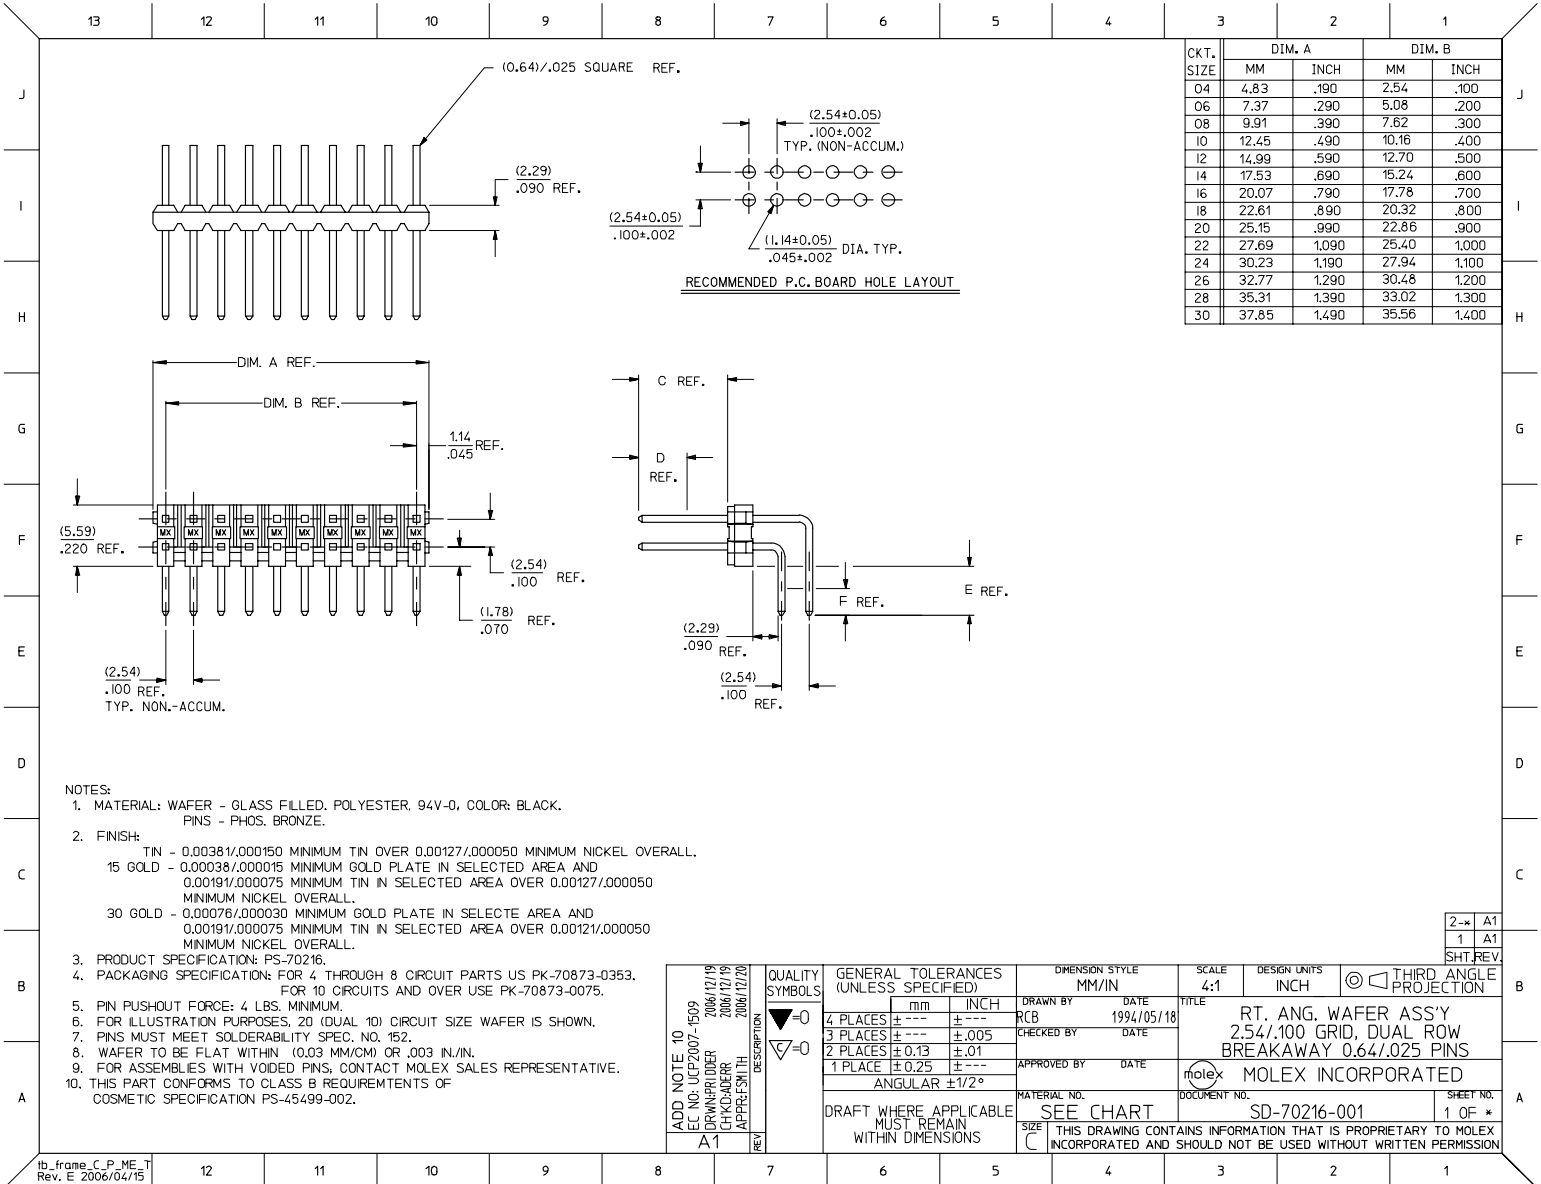 13 12 11 10 9 8 7 6 5 4 3 2 1
J
I
H
G
F
E
D
C
B
A
(0.64)/.025 SQUARE REF.
(2.29)
.090 REF.
(2.54±0.05)
.100±.002
TYP. (NON-ACCUM.)
(2.54±0.05)
.100±.002
(1.14±0.05)
.045±.002 DIA. TYP.
RECOMMENDED P.C. BOARD HOLE LAYOUT
CKT. SIZE DIM. A DIM. B
MM INCH MM INCH
04 4.83 .190 2.54 .100
06 7.37 .290 5.08 .200
08 9.91 .390 7.62 .300
10 12.45 .490 10.16 .400
12 14.99 .590 12.70 .500
14 17.53 .690 15.24 .600
16 20.07 .790 17.78 .700
18 22.61 .890 20.32 .800
20 25.15 .990 22.86 .900
22 27.69 1.090 25.40 1.000
24 30.23 1.190 27.94 1.100
26 32.77 1.290 30.48 1.200
28 35.31 1.390 33.02 1.300
30 37.85 1.490 35.56 1.400
DIM. A REF.
DIM. B REF.
1.14
.045 REF.
(5.59)
.220 REF.
MX MX MX MX MX MX MX MX MX MX
(2.54)
.100 REF.
(1.78)
.070 REF.
(2.54)
.100 REF.
TYP. NON.-ACCUM.
C REF.
D
REF.
E REF.
F REF.
(2.29)
.090 REF.
(2.54)
.100 REF.
NOTES:
1. MATERIAL: WAFER - GLASS FILLED. POLYESTER, 94V-0, COLOR: BLACK.
PINS - PHOS. BRONZE.
2. FINISH:
TIN - 0.00381/.000150 MINIMUM TIN OVER 0.00127/.000050 MINIMUM NICKEL OVERALL.
15 GOLD - 0.00038/.000015 MINIMUM GOLD PLATE IN SELECTED AREA AND
0.00191/.000075 MINIMUM TIN IN SELECTED AREA OVER 0.00127/.000050
MINIMUM NICKEL OVERALL.
30 GOLD - 0.00076/.000030 MINIMUM GOLD PLATE IN SELECTE AREA AND
0.00191/.000075 MINIMUM TIN IN SELECTED AREA OVER 0.00121/.000050
MINIMUM NICKEL OVERALL.
3. PRODUCT SPECIFICATION: PS-70216.
4. PACKAGING SPECIFICATION: FOR 4 THROUGH 8 CIRCUIT PARTS US PK-70873-0353.
FOR 10 CIRCUITS AND OVER USE PK-70873-0075.
5. PIN PUSHOUT FORCE: 4 LBS. MINIMUM.
6. FOR ILLUSTRATION PURPOSES, 20 (DUAL 10) CIRCUIT SIZE WAFER IS SHOWN.
7. PINS MUST MEET SOLDERABILITY SPEC. NO. 152.
8. WAFER TO BE FLAT WITHIN (0.03 MM/CM) OR .003 IN./IN.
9. FOR ASSEMBLIES WITH VOIDED PINS; CONTACT MOLEX SALES REPRESENTATIVE.
10. THIS PART CONFORMS TO CLASS B REQUIREMTENTS OF
COSMETIC SPECIFICATION PS-45499-002.
2-* A1
1 A1
SHT. REV.
ADD NOTE 10
EC NO: UCP2007-1509
DRWN:PRIDDER 2006/12/19
CH'KD:ADERR 2006/12/19
APPR:FSMITH 2006/12/20
A1
REV DESCRIPTION
QUALITY SYMBOLS
=0
C =0
GENERAL TOLERANCES
(UNLESS SPECIFIED)
mm INCH
4 PLACES ± --- ± ---
3 PLACES ± --- ± .005
2 PLACES ± 0.13 ± .01
1 PLACE ± 0.25 ± ---
ANGULAR ±1/2°
DRAFT WHERE APPLICABLE
MUST REMAIN
WITHIN DIMENSIONS
DIMENSION STYLE
MM/IN
SCALE
4:1
DESIGN UNITS
INCH
THIRD ANGLE
PROJECTION
DRAWN BY DATE
RCB 1994/05/18
CHECKED BY DATE
APPROVED BY DATE
TITLE
RT. ANG. WAFER ASS'Y
2.54/.100 GRID, DUAL ROW
BREAKAWAY 0.64/.025 PINS
molex MOLEX INCORPORATED
MATERIAL NO.
SEE CHART
DOCUMENT NO.
SD-70216-001
SHEET NO.
1 OF *
SIZE
C
THIS DRAWING CONTAINS INFORMATION THAT IS PROPRIETARY TO MOLEX
INCORPORATED AND SHOULD NOT BE USED WITHOUT WRITTEN PERMISSION
tb_frame_C_P_ME_T
Rev. E 2006/04/15
12 11 10 9 8 7 6 5 4 3 2 1
J
I
H
G
F
E
D
C
B
A